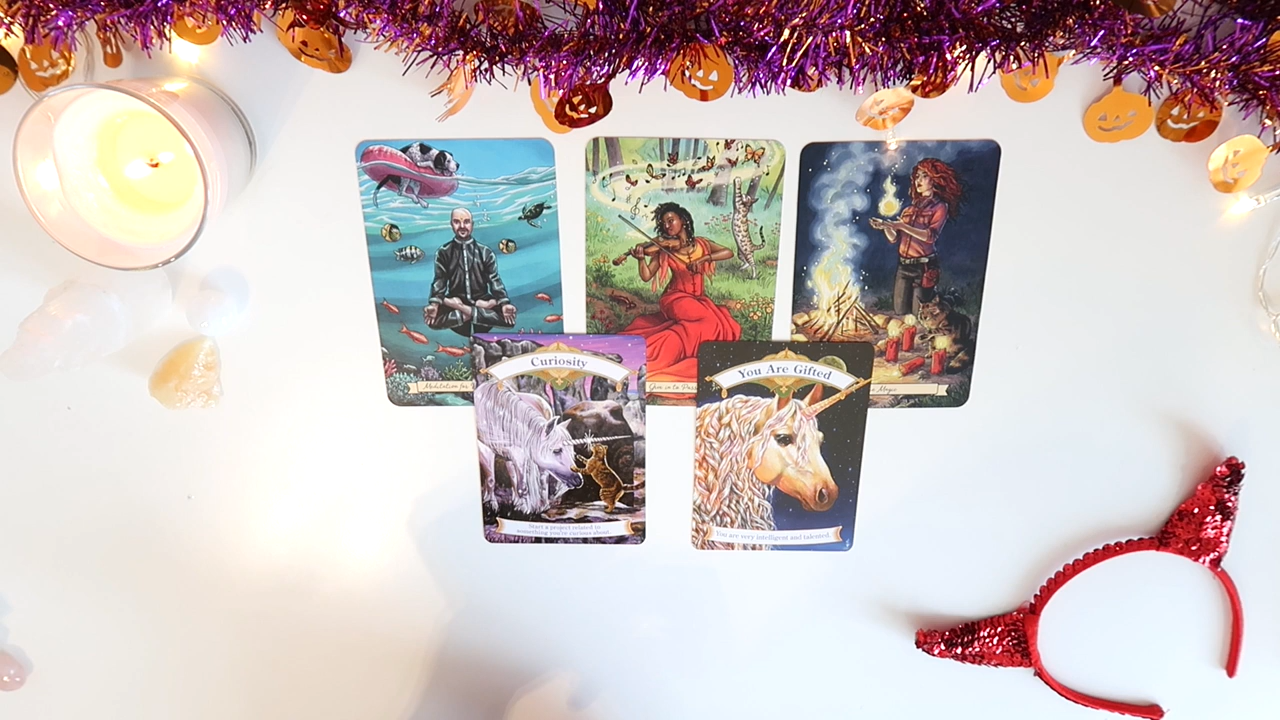 Meditation for
Give in to Pass
Magic
Curiosity
Start a project related to
something you're curious about.
You Are Gifted
You are very intelligent and talented.